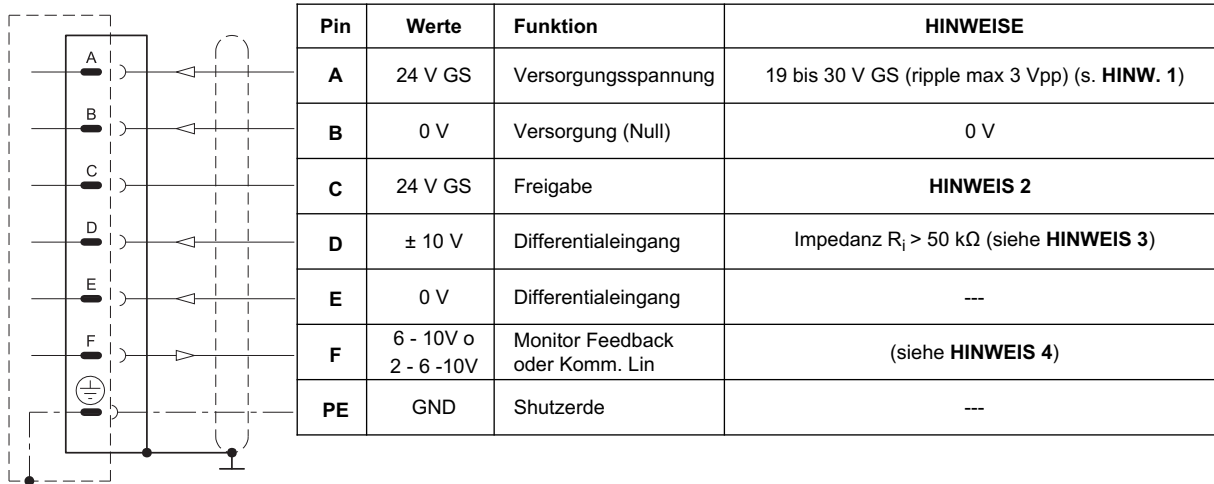 Pin Werte Funktion HINWEISE
A A 24 V GS Versorgungsspannung 19 bis 30 V GS (ripple max 3 Vpp) (s. HINW. 1)
B B 0 V Versorgung (Null) 0 V
C C 24 V GS Freigabe HINWEIS 2
D D ± 10 V Differentialeingang Impedanz Ri > 50 kΩ (siehe HINWEIS 3)
E E 0 V Differentialeingang ---
F F 6 - 10V o
2 - 6 -10V Monitor Feedback
oder Komm. Lin (siehe HINWEIS 4)
PE GND Shutzerde ---